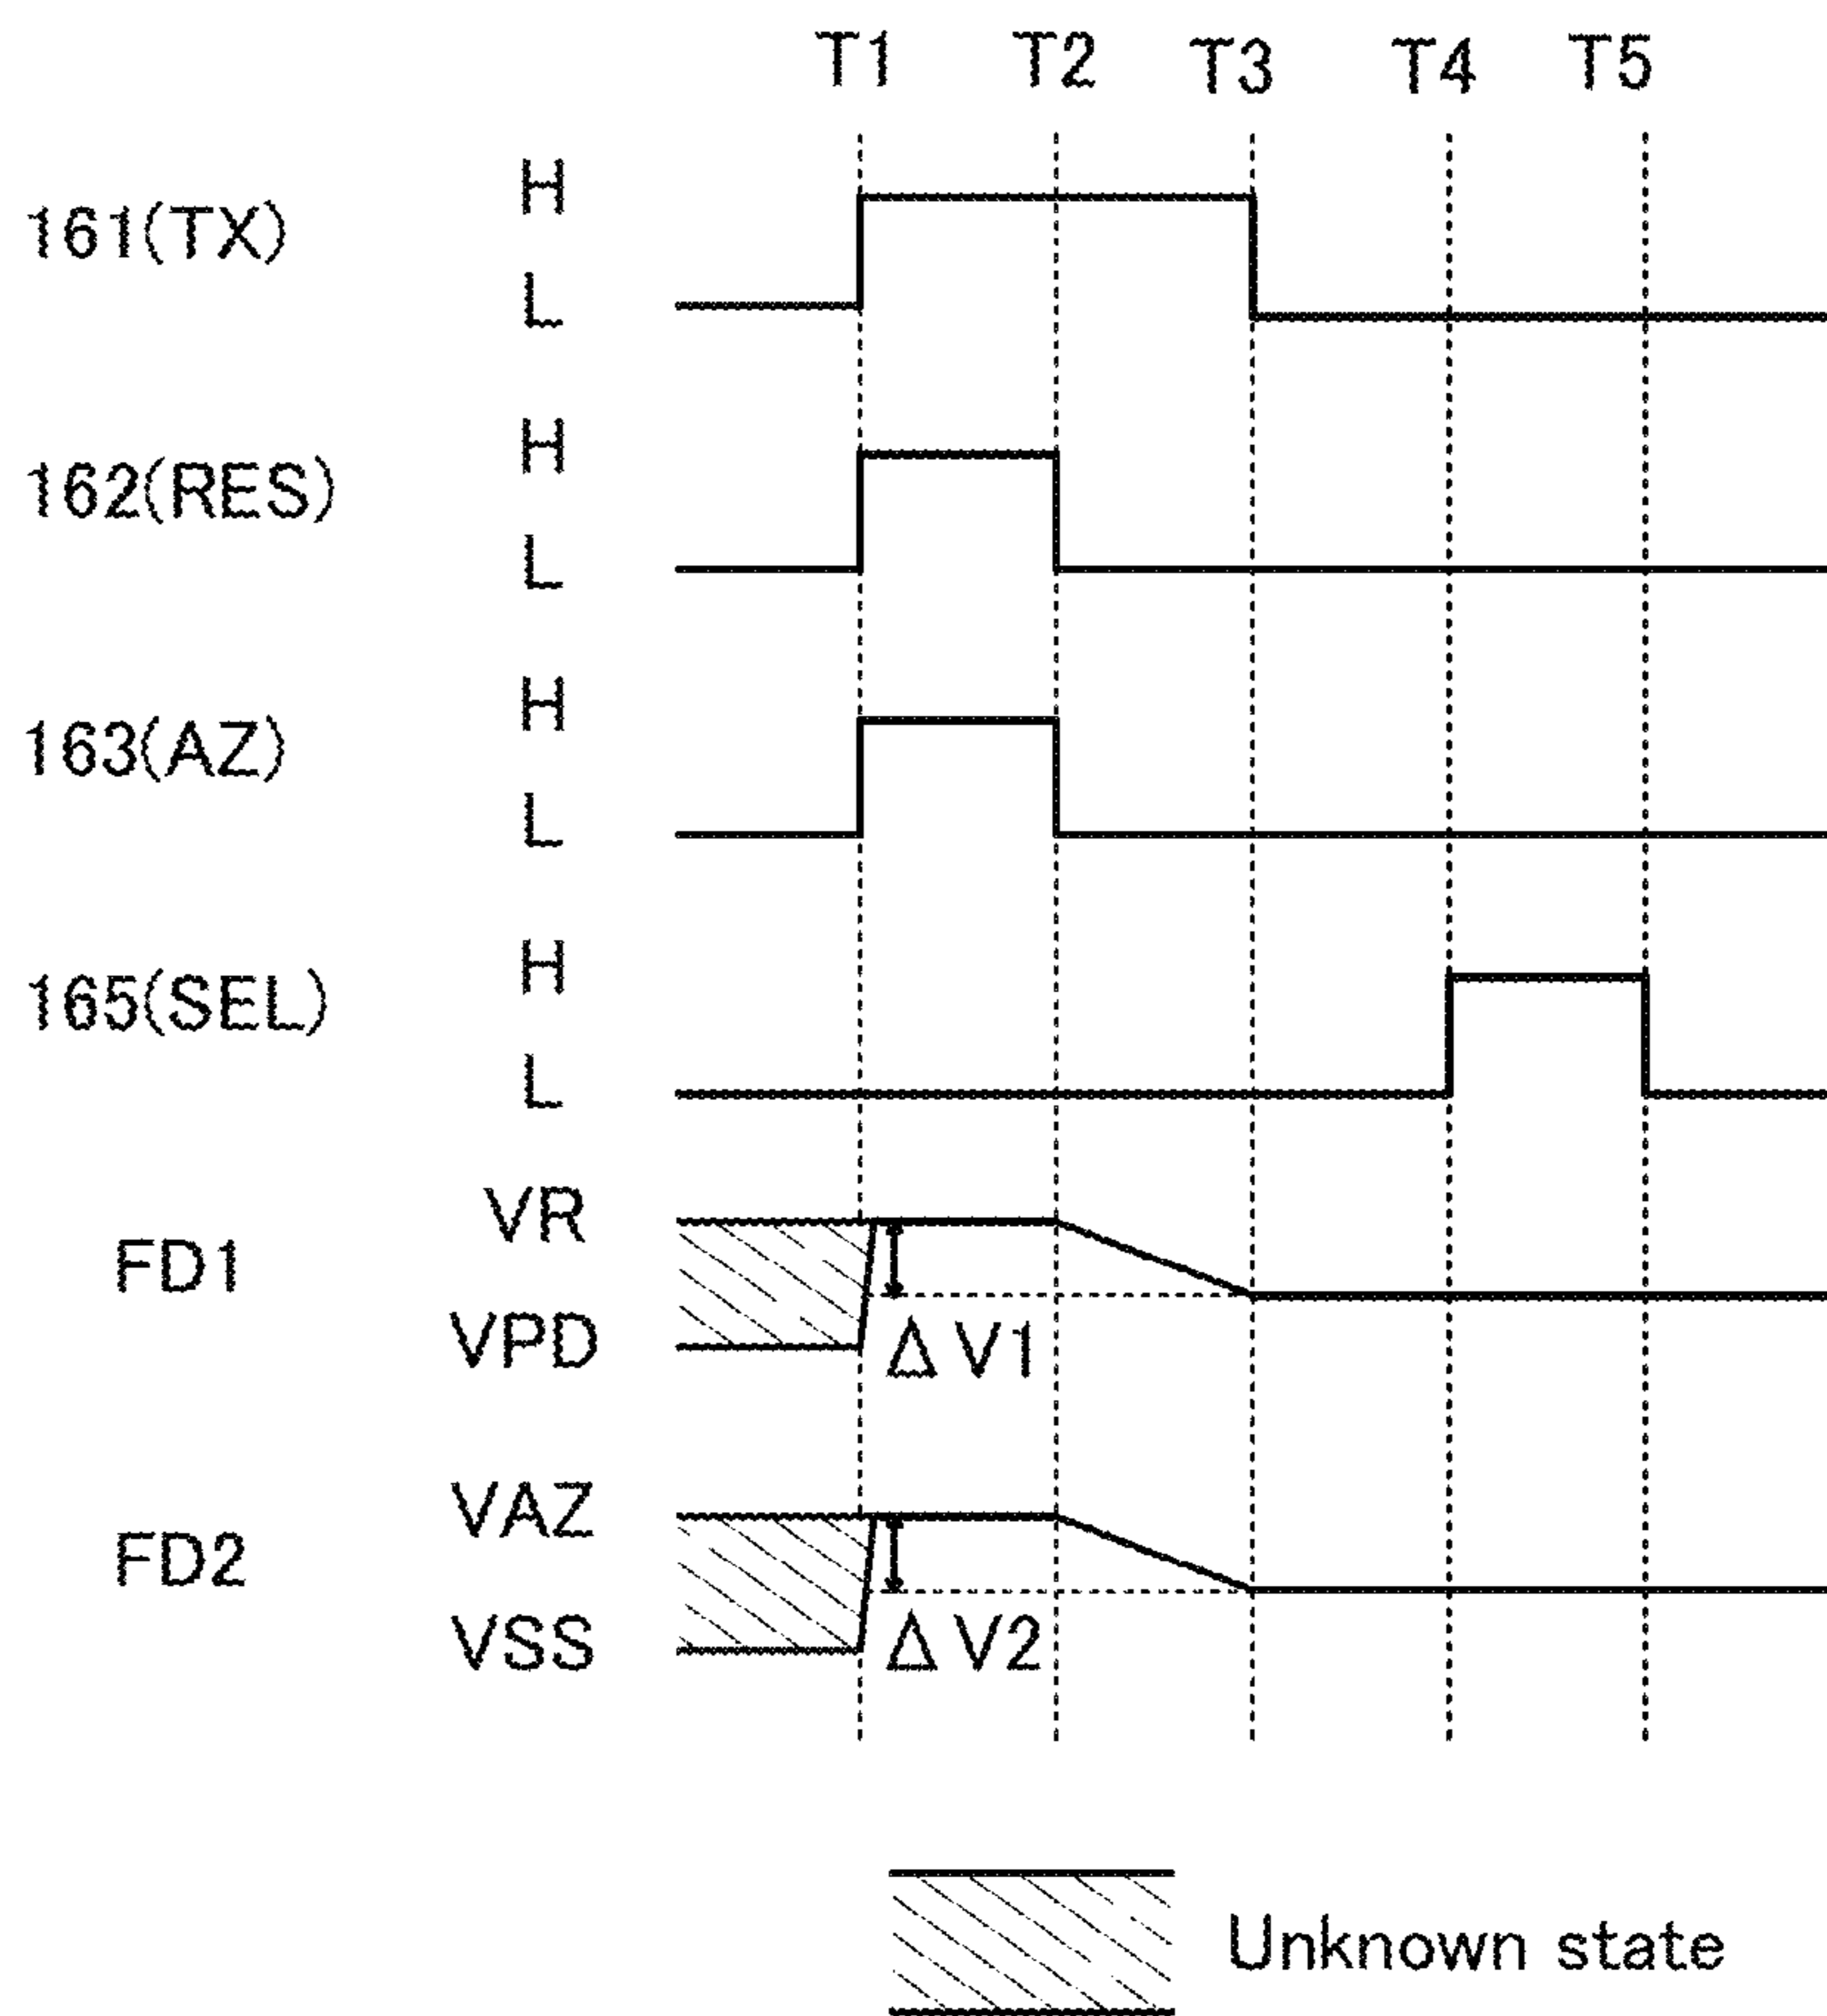 T1 T2 T3 T4 T5
H
161(TX)
L
H
162(RES)
L
H
163(AZ)
L
H
165(SEL)
L
VR
FD1
VPD
ΔV1
VAZ
FD2
VSS
ΔV2
Unknown state